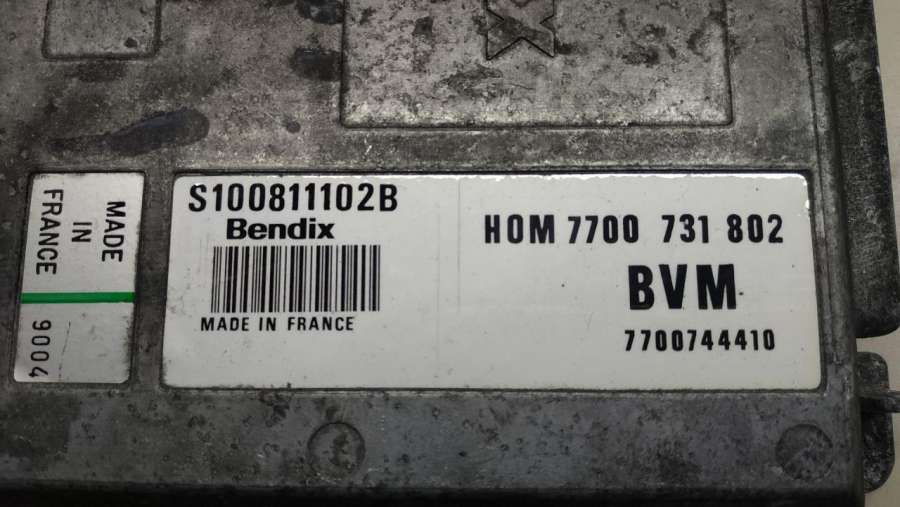 MADE
IN
FRANCE
9004
S100811102B
Bendix
MADE IN FRANCE
HOM 7700 731 802
BVM
7700744410